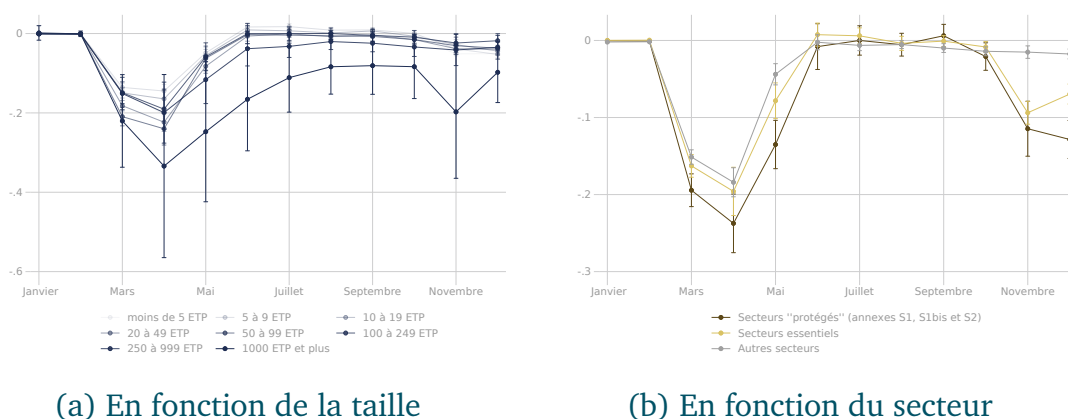 0
-.2
-.4
-.6
Janvier Mars Mai Juillet Septembre Novembre
moins de 5 ETP 5 à 9 ETP 10 à 19 ETP
20 à 49 ETP 50 à 99 ETP 100 à 249 ETP
250 à 999 ETP 1000 ETP et plus
(a) En fonction de la taille
0
-.1
-.2
-.3
Janvier Mars Mai Juillet Septembre Novembre
Secteurs ''protégés'' (annexes S1, S1bis et S2)
Secteurs essentiels
Autres secteurs
(b) En fonction du secteur